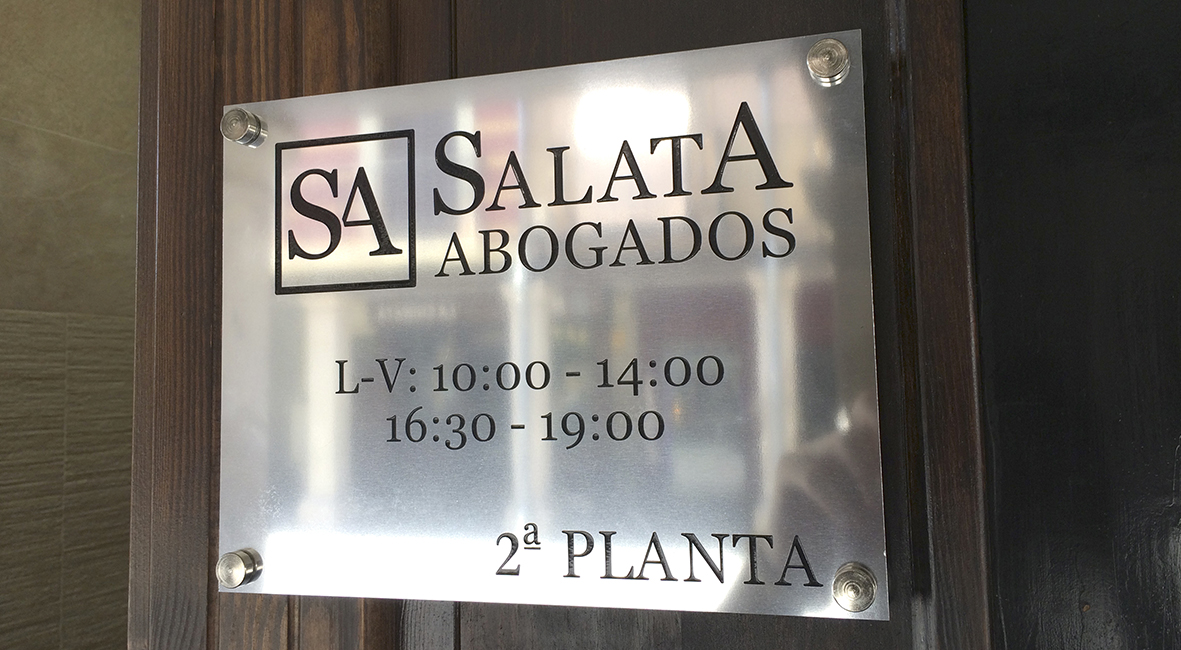 SA SALATA
ABOGADOS
L-V: 10:00 - 14:00
16:30 - 19:00
2ª PLANTA